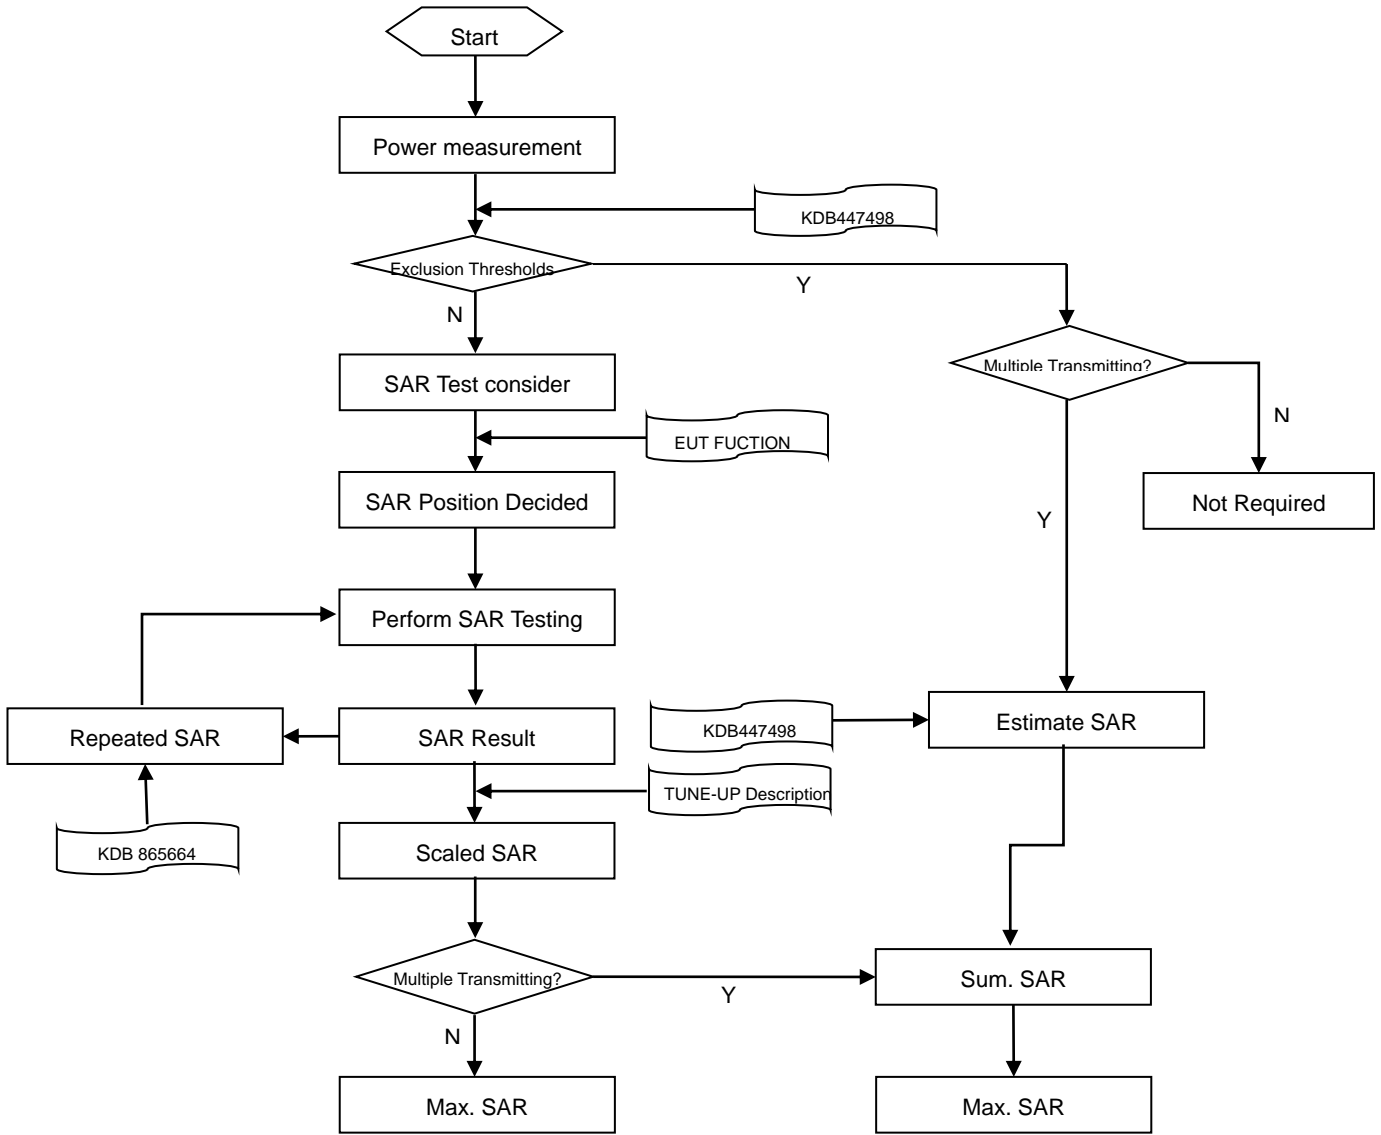 Start
Power measurement
KDB447498
Exclusion Thresholds
Y
N
Multiple Transmitting?
SAR Test consider
N
EUT FUCTION
SAR Position Decided
Not Required
Y
Perform SAR Testing
Repeated SAR
SAR Result
KDB447498
Estimate SAR
TUNE-UP Description
KDB 865664
Scaled SAR
Multiple Transmitting?
Y
Sum. SAR
N
Max. SAR
Max. SAR